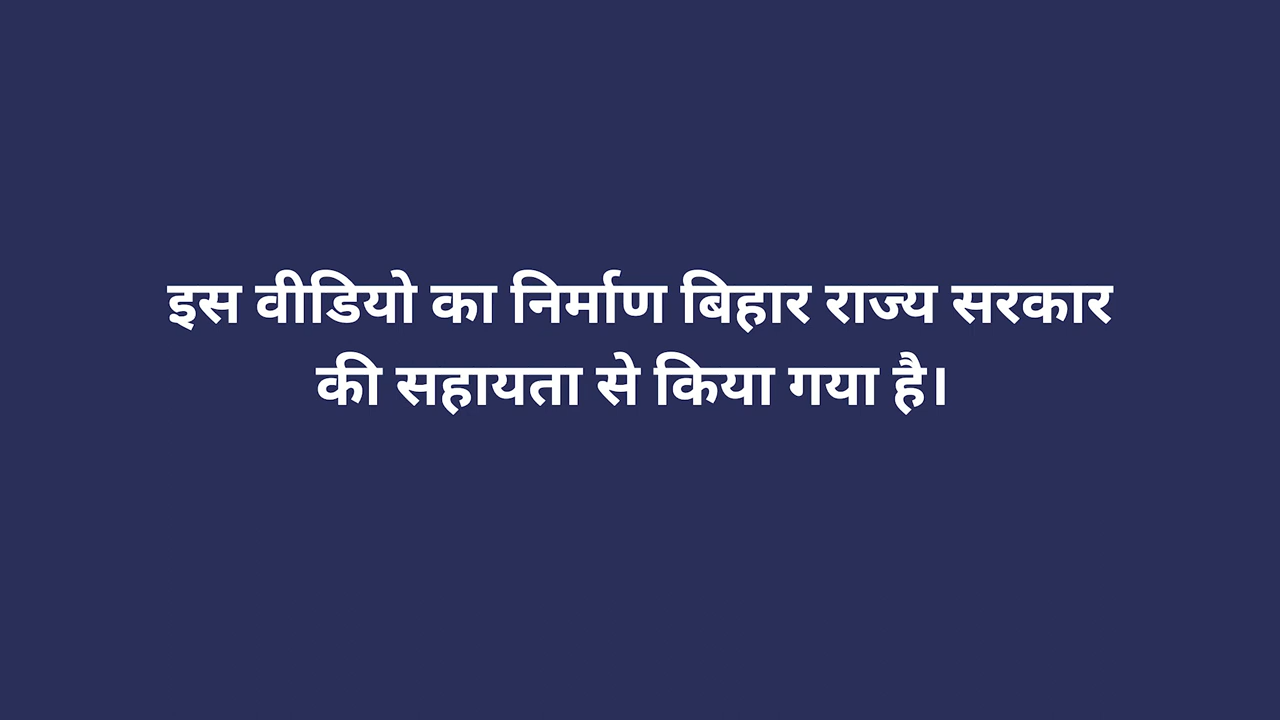 इस वीडियो का निर्माण बिहार राज्य सरकार
की सहायता से किया गया है।